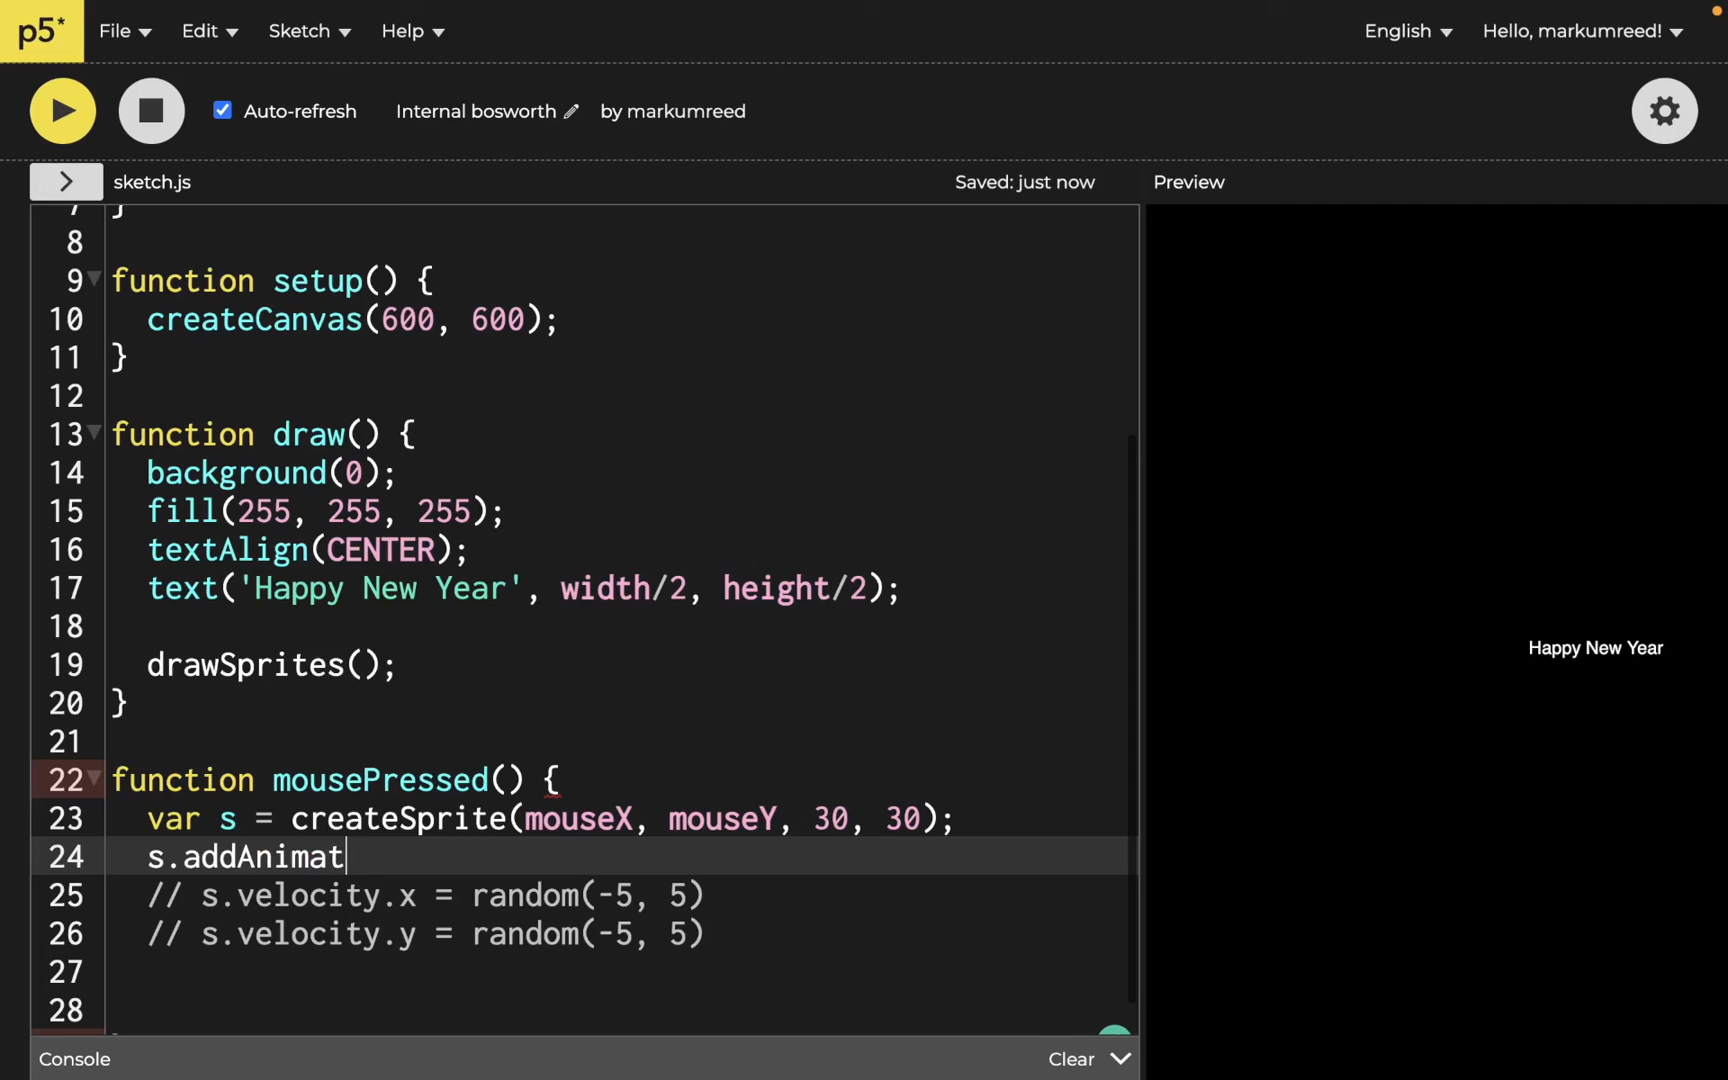 p5* File Edit Sketch Help English Hello, markumreed!
Auto-refresh Internal bosworth by markumreed
> sketch.js Saved: just now Preview
7 }
8
9 function setup() {
10 createCanvas(600, 600);
11 }
12
13 function draw() {
14 background(0);
15 fill(255, 255, 255);
16 textAlign(CENTER);
17 text('Happy New Year', width/2, height/2);
18
19 drawSprites();
20 }
21
22 function mousePressed() {
23 var s = createSprite(mouseX, mouseY, 30, 30);
24 s.addAnimat
25 // s.velocity.x = random(-5, 5)
26 // s.velocity.y = random(-5, 5)
27
28
Happy New Year
Console Clear